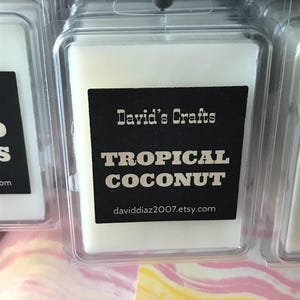 David's Crafts
TROPICAL
COCONUT
daviddiaz2007.etsy.com